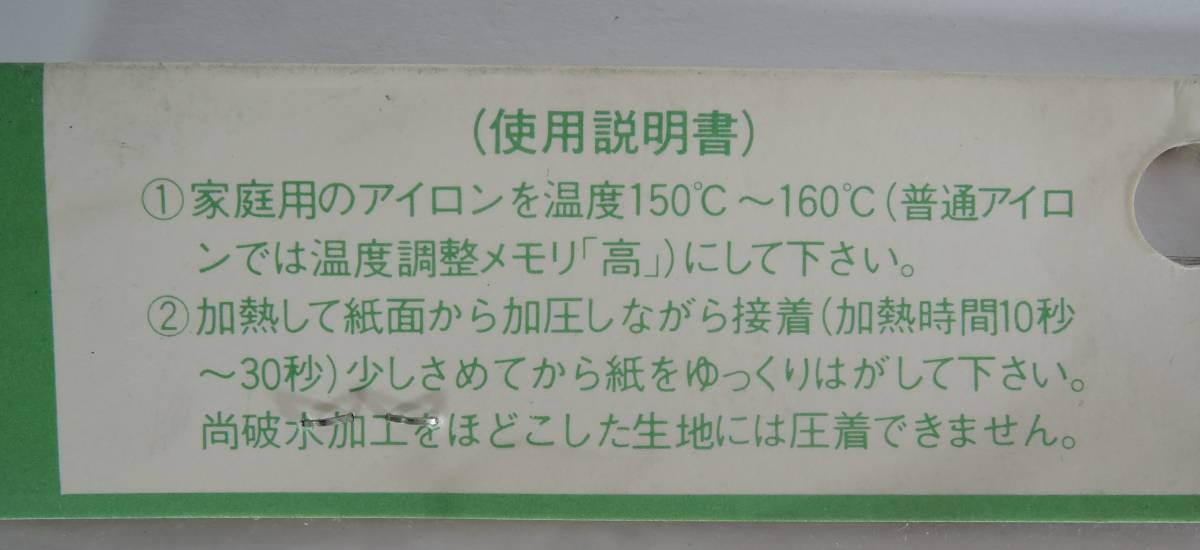 (使用説明書)
①家庭用のアイロンを温度150℃〜160℃(普通アイロ
ンでは温度調整メモリ「高」)にして下さい。
②加熱して紙面から加圧しながら接着(加熱時間10秒
〜30秒)少しさめてから紙をゆっくりはがして下さい。
尚破水加工をほどこした生地には圧着できません。